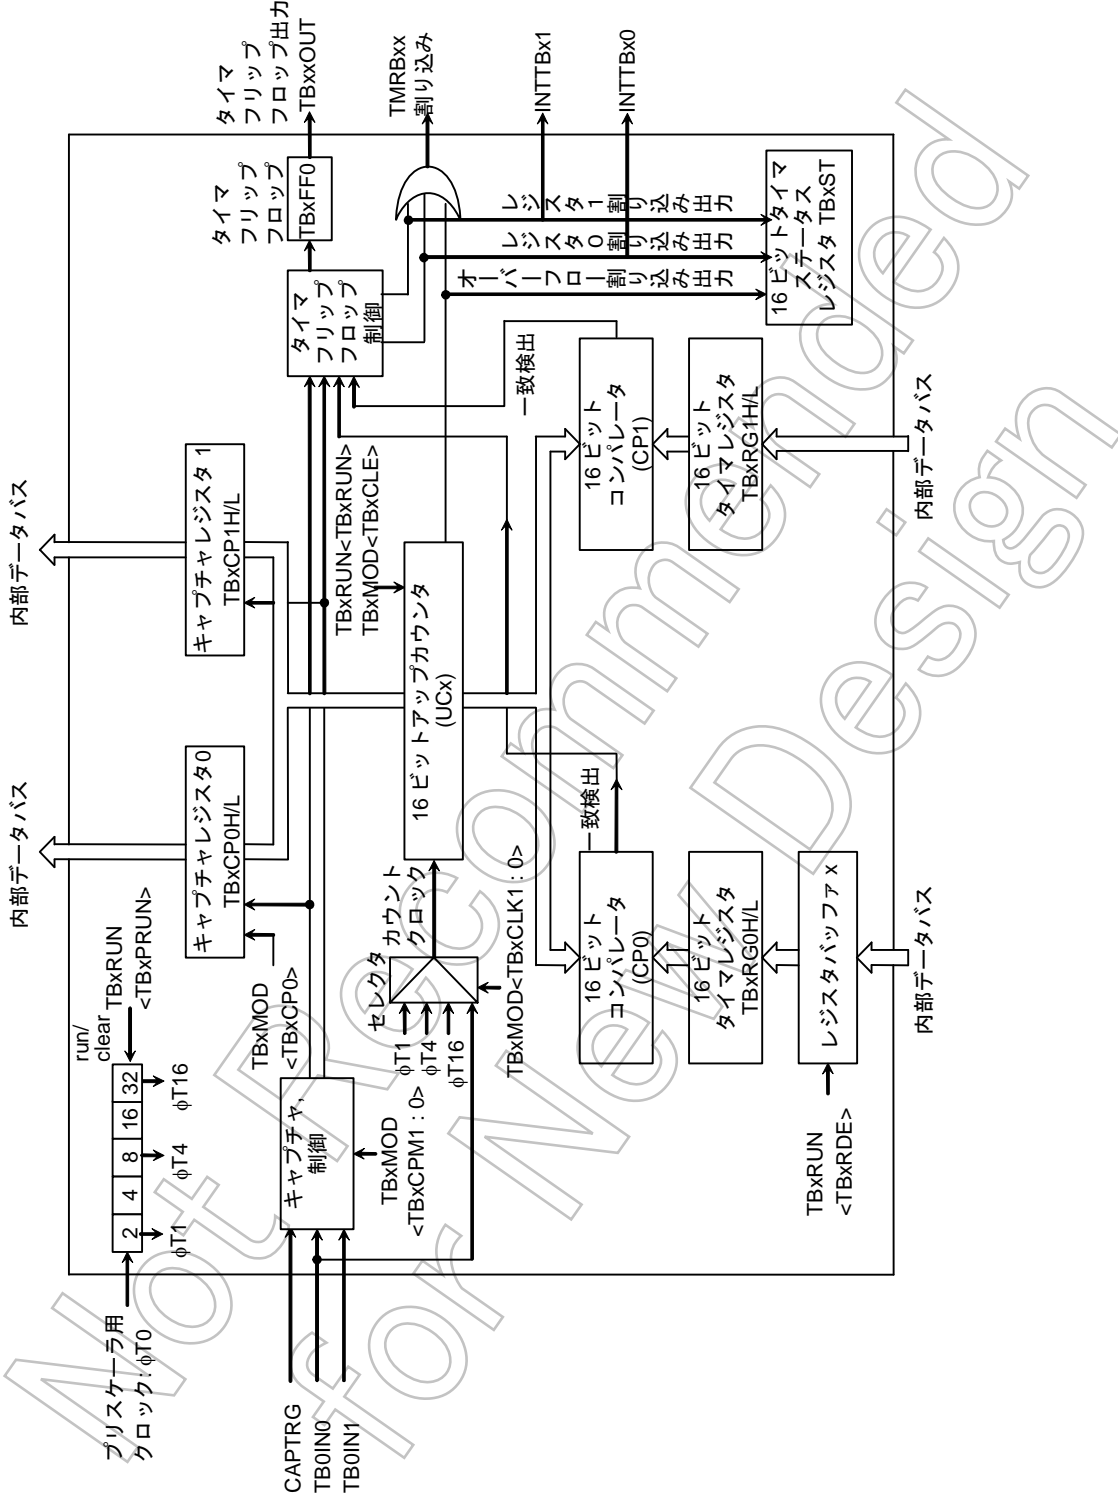 プリスケーラ用
クロック: φT0
2
4
8
16
32
φT1
φT4
φT16
run/
clear
TBxRUN
<TBxPRUN>
内部データバス
内部データバス
キャプチャレジスタ0
TBxCP0H/L
キャプチャレジスタ 1
TBxCP1H/L
TBxMOD
<TBxCP0>
CAPTRG
TB0IN0
TB0IN1
キャプチャ,
制御
TBxMOD
<TBxCPM1 : 0>
セレクタ
カウント
クロック
φT1
φT4
φT16
TBxMOD<TBxCLK1 : 0>
TBxRUN<TBxRUN>
TBxMOD<TBxCLE>
16 ビットアップカウンタ
(UCx)
タイマ
フリップ
フロップ
制御
タイマ
フリップ
フロップ
TBxFF0
タイマ
フリップ
フロップ出力
TBxxOUT
TMRBxx
割り込み
INTTBx1
INTTBx0
レジスタ 1 割り込み出力
レジスタ 0 割り込み出力
オーバーフロー割り込み出力
16 ビットタイマ
ステータス
レジスタ TBxST
一致検出
一致検出
16 ビット
コンパレータ
(CP0)
16 ビット
コンパレータ
(CP1)
16 ビット
タイマレジスタ
TBxRG0H/L
16 ビット
タイマレジスタ
TBxRG1H/L
レジスタバッファ x
TBxRUN
<TBxRDE>
内部データバス
内部データバス
Not Recommended
for New Design